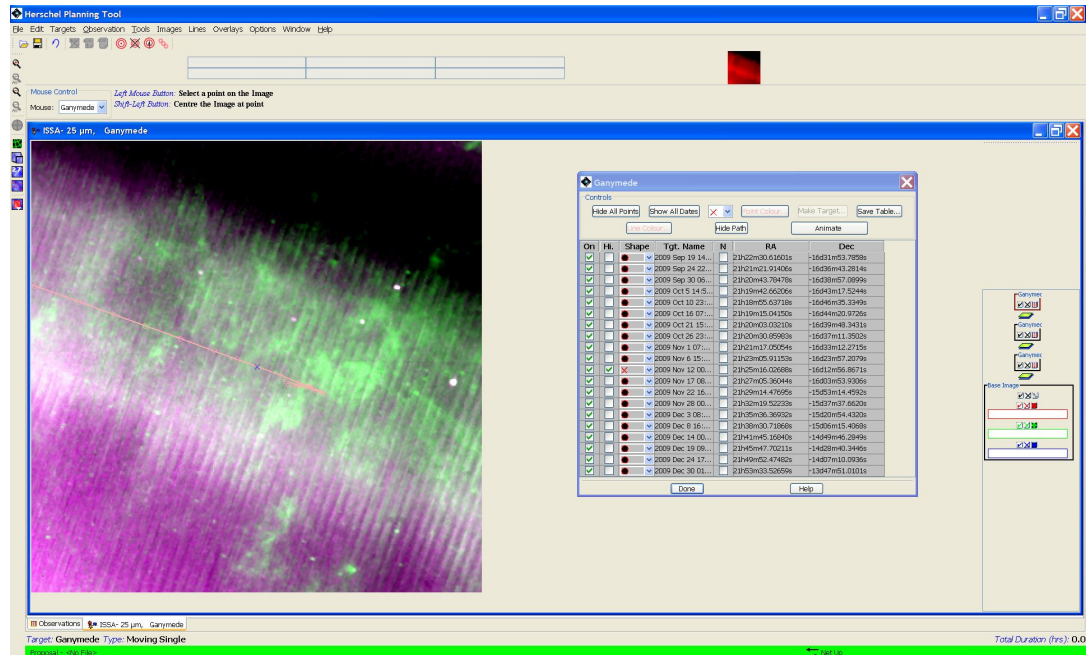 Herschel Planning Tool
File Edit Targets Observation Tools Images Lines Overlays Options Window Help
Mouse Control
Left Mouse Button: Select a point on the Image
Mouse: Ganymede
Shift-Left Button: Centre the Image at point
ISSA- 25 µm, Ganymede
Ganymede
Controls
Hide All Points Show All Dates Point Colour... Make Target... Save Table...
Line Colour... Hide Path Animate
On Hi. Shape Tgt. Name N RA Dec
2009 Sep 19 14... 21h22m30.61601s -16d31m53.7858s
2009 Sep 24 22... 21h21m21.91406s -16d36m43.2814s
2009 Sep 30 06... 21h20m43.78478s -16d38m57.0899s
2009 Oct 5 14:5... 21h19m42.66206s -16d43m17.5244s
2009 Oct 10 23:... 21h18m55.63718s -16d46m35.3349s
2009 Oct 16 07:... 21h19m15.04150s -16d44m20.9726s
2009 Oct 21 15:... 21h20m03.03210s -16d39m48.3431s
2009 Oct 26 23:... 21h20m30.85983s -16d37m11.3502s
2009 Nov 1 07:... 21h21m17.05054s -16d33m12.2715s
2009 Nov 6 15:... 21h23m05.91153s -16d23m57.2079s
2009 Nov 12 00... 21h25m16.02688s -16d12m56.8671s
2009 Nov 17 08... 21h27m05.36044s -16d03m53.9306s
2009 Nov 22 16... 21h29m14.47695s -15d53m14.4592s
2009 Nov 28 00... 21h32m19.52233s -15d37m37.6620s
2009 Dec 3 08:... 21h35m36.36932s -15d20m54.4320s
2009 Dec 8 16:... 21h38m30.71868s -15d06m15.4068s
2009 Dec 14 00... 21h41m45.16840s -14d49m46.2849s
2009 Dec 19 09... 21h45m47.70211s -14d28m40.3446s
2009 Dec 24 17... 21h49m52.47482s -14d07m10.0936s
2009 Dec 30 01... 21h53m33.52659s -13d47m51.0101s
Done Help
Ganymec
Ganymec
Ganymec
Base Image
Observations ISSA- 25 µm, Ganymede
Target: Ganymede Type: Moving Single Total Duration (hrs): 0.0
Proposal - <No File> Net Up